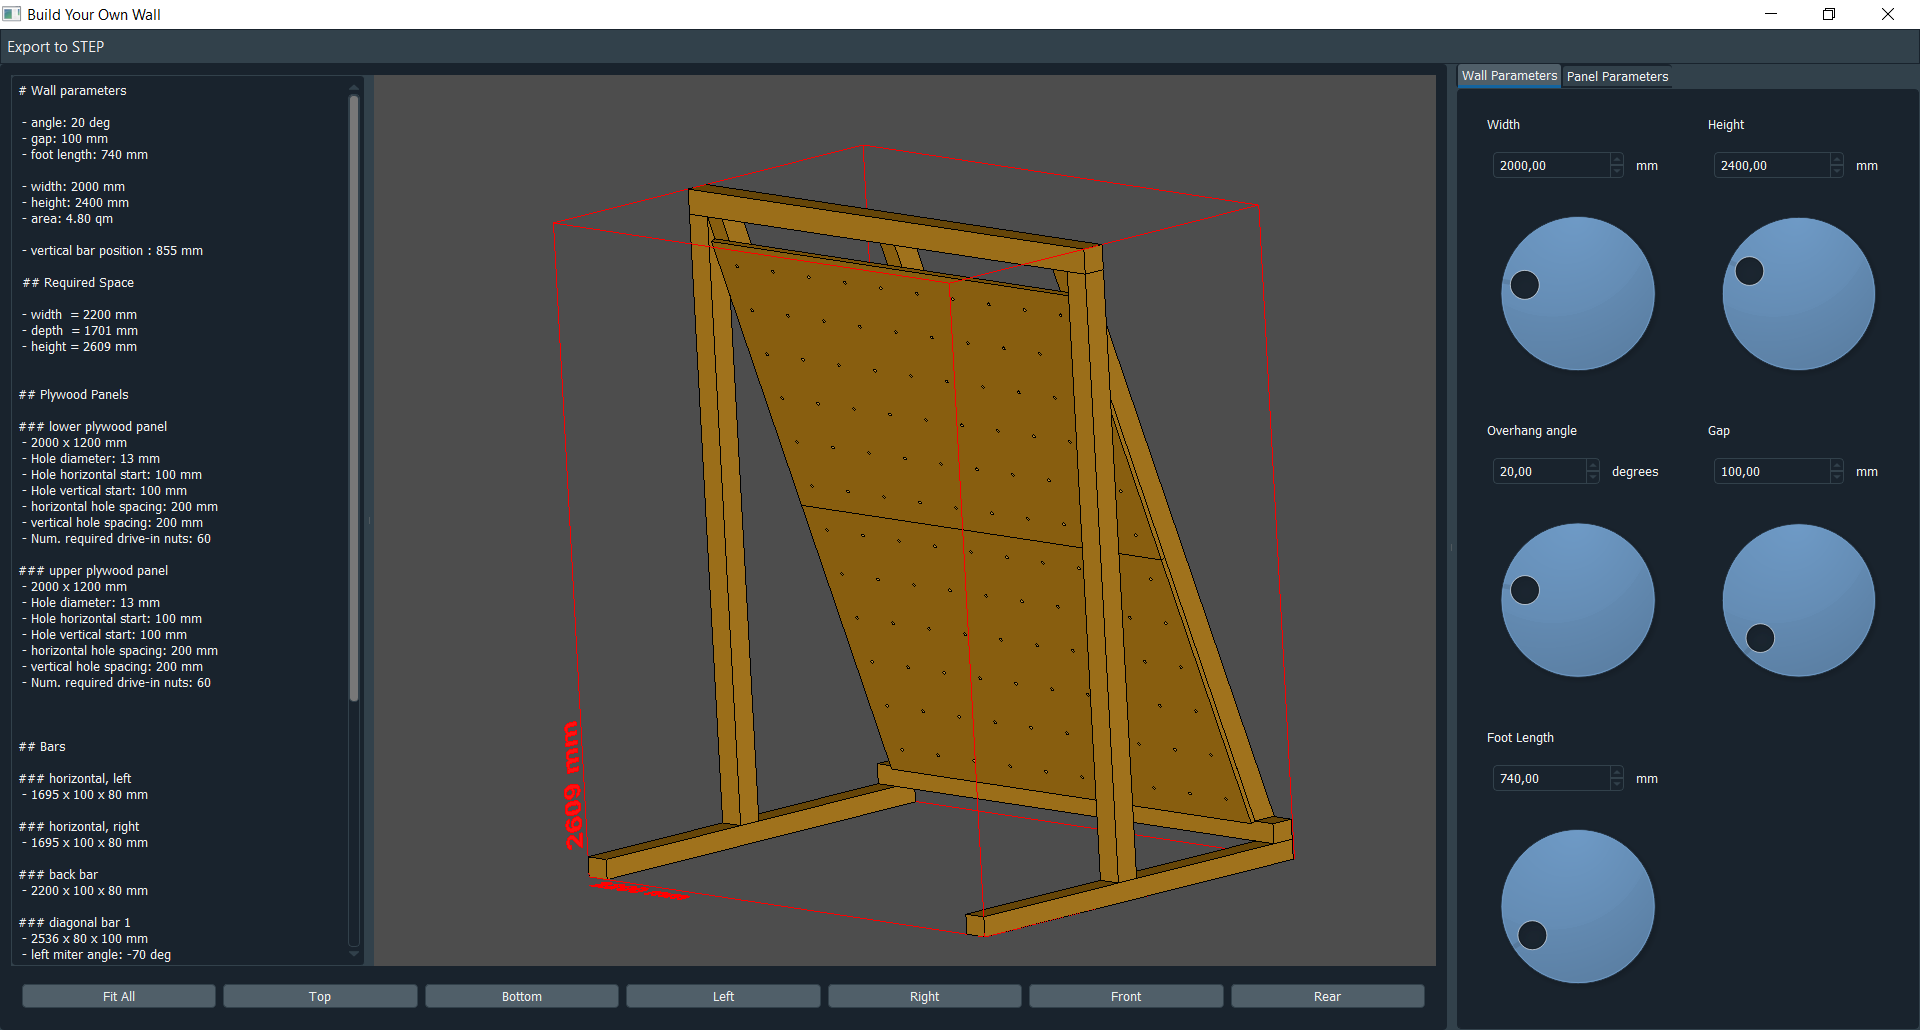 Build Your Own Wall
Export to STEP
# Wall parameters
- angle: 20 deg
- gap: 100 mm
- foot length: 740 mm
- width: 2000 mm
- height: 2400 mm
- area: 4.80 qm
- vertical bar position : 855 mm
## Required Space
- width  = 2200 mm
- depth  = 1701 mm
- height = 2609 mm
## Plywood Panels
### lower plywood panel
- 2000 x 1200 mm
- Hole diameter: 13 mm
- Hole horizontal start: 100 mm
- Hole vertical start: 100 mm
- horizontal hole spacing: 200 mm
- vertical hole spacing: 200 mm
- Num. required drive-in nuts: 60
### upper plywood panel
- 2000 x 1200 mm
- Hole diameter: 13 mm
- Hole horizontal start: 100 mm
- Hole vertical start: 100 mm
- horizontal hole spacing: 200 mm
- vertical hole spacing: 200 mm
- Num. required drive-in nuts: 60
## Bars
### horizontal, left
- 1695 x 100 x 80 mm
### horizontal, right
- 1695 x 100 x 80 mm
### back bar
- 2200 x 100 x 80 mm
### diagonal bar 1
- 2536 x 80 x 100 mm
- left miter angle: -70 deg
2609 mm
Fit All
Top
Bottom
Left
Right
Front
Rear
Wall Parameters
Panel Parameters
Width
Height
2000,00 mm
2400,00 mm
Overhang angle
Gap
20,00 degrees
100,00 mm
Foot Length
740,00 mm